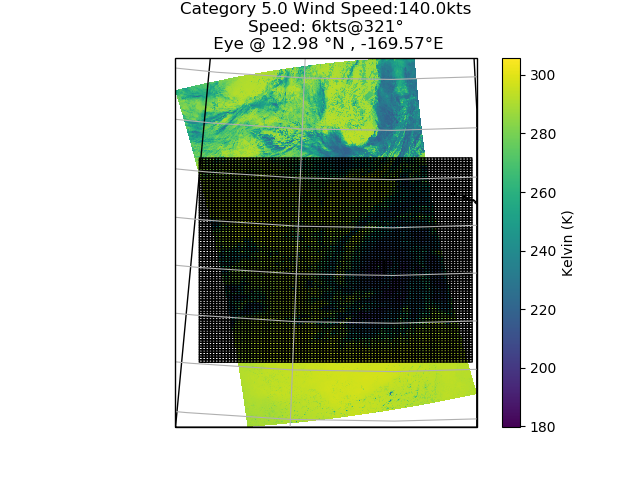 Category 5.0 Wind Speed:140.0kts
Speed: 6kts@321°
Eye @ 12.98 °N , -169.57°E
300
280
260
240
220
200
180
Kelvin (K)